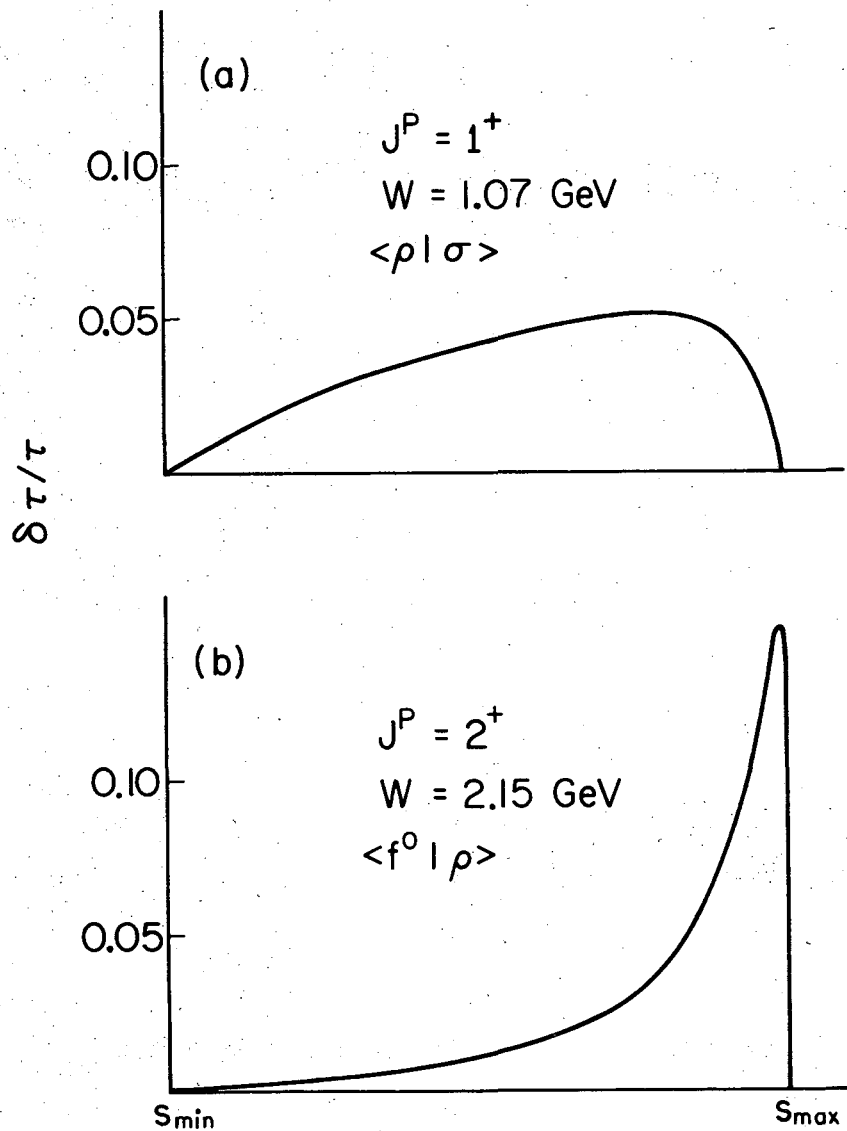 (a)
J^P = 1^+
W = 1.07 GeV
<ρ | σ>
0.10
0.05
δτ/τ
(b)
J^P = 2^+
W = 2.15 GeV
<f^0 | ρ>
0.10
0.05
S_min
S_max